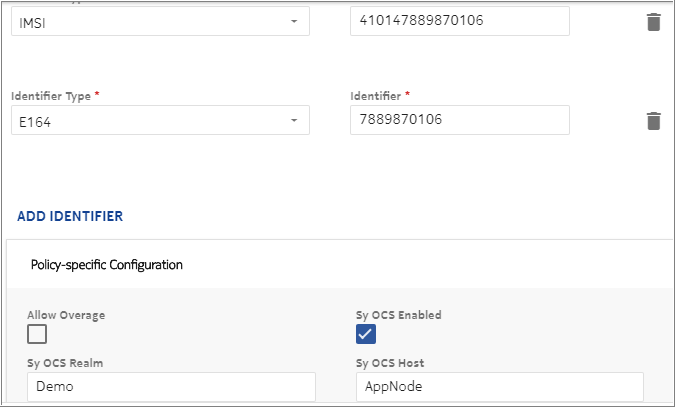 IMSI 410147889870106
Identifier Type * Identifier *
E164 7889870106
ADD IDENTIFIER
Policy-specific Configuration
Allow Overage Sy OCS Enabled
Sy OCS Realm Sy OCS Host
Demo AppNode